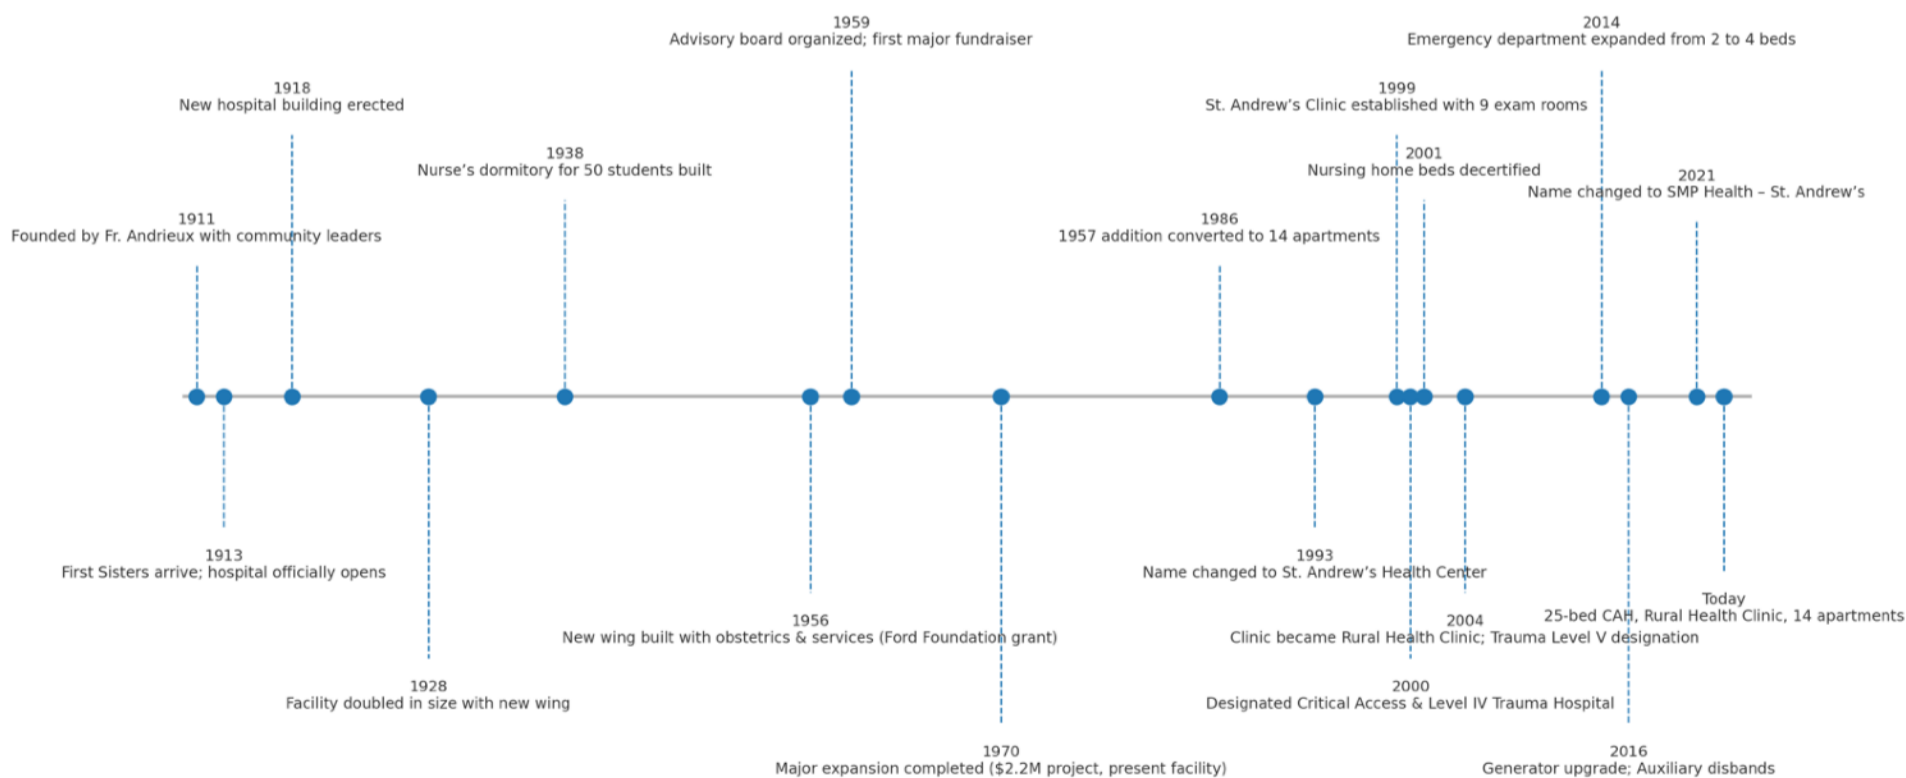 1959
Advisory board organized; first major fundraiser
2014
Emergency department expanded from 2 to 4 beds
1918
New hospital building erected
1999
St. Andrew’s Clinic established with 9 exam rooms
1938
Nurse’s dormitory for 50 students built
2001
Nursing home beds decertified
2021
Name changed to SMP Health – St. Andrew’s
1911
Founded by Fr. Andrieux with community leaders
1986
1957 addition converted to 14 apartments
1913
First Sisters arrive; hospital officially opens
1993
Name changed to St. Andrew’s Health Center
Today
25-bed CAH, Rural Health Clinic, 14 apartments
1956
New wing built with obstetrics & services (Ford Foundation grant)
2004
Clinic became Rural Health Clinic; Trauma Level V designation
1928
Facility doubled in size with new wing
2000
Designated Critical Access & Level IV Trauma Hospital
1970
Major expansion completed ($2.2M project, present facility)
2016
Generator upgrade; Auxiliary disbands